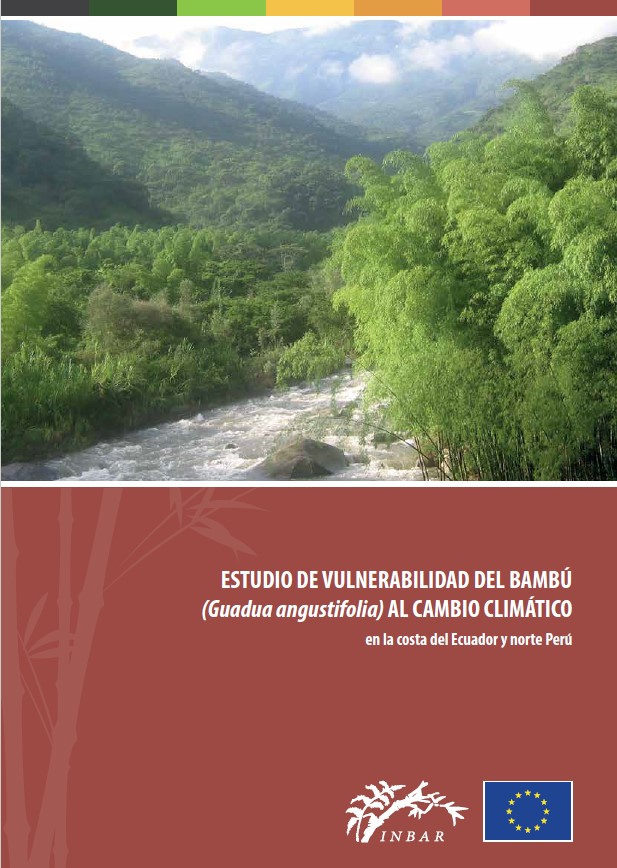 ESTUDIO DE VULNERABILIDAD DEL BAMBÚ
(Guadua angustifolia) AL CAMBIO CLIMÁTICO
en la costa del Ecuador y norte Perú
INBAR